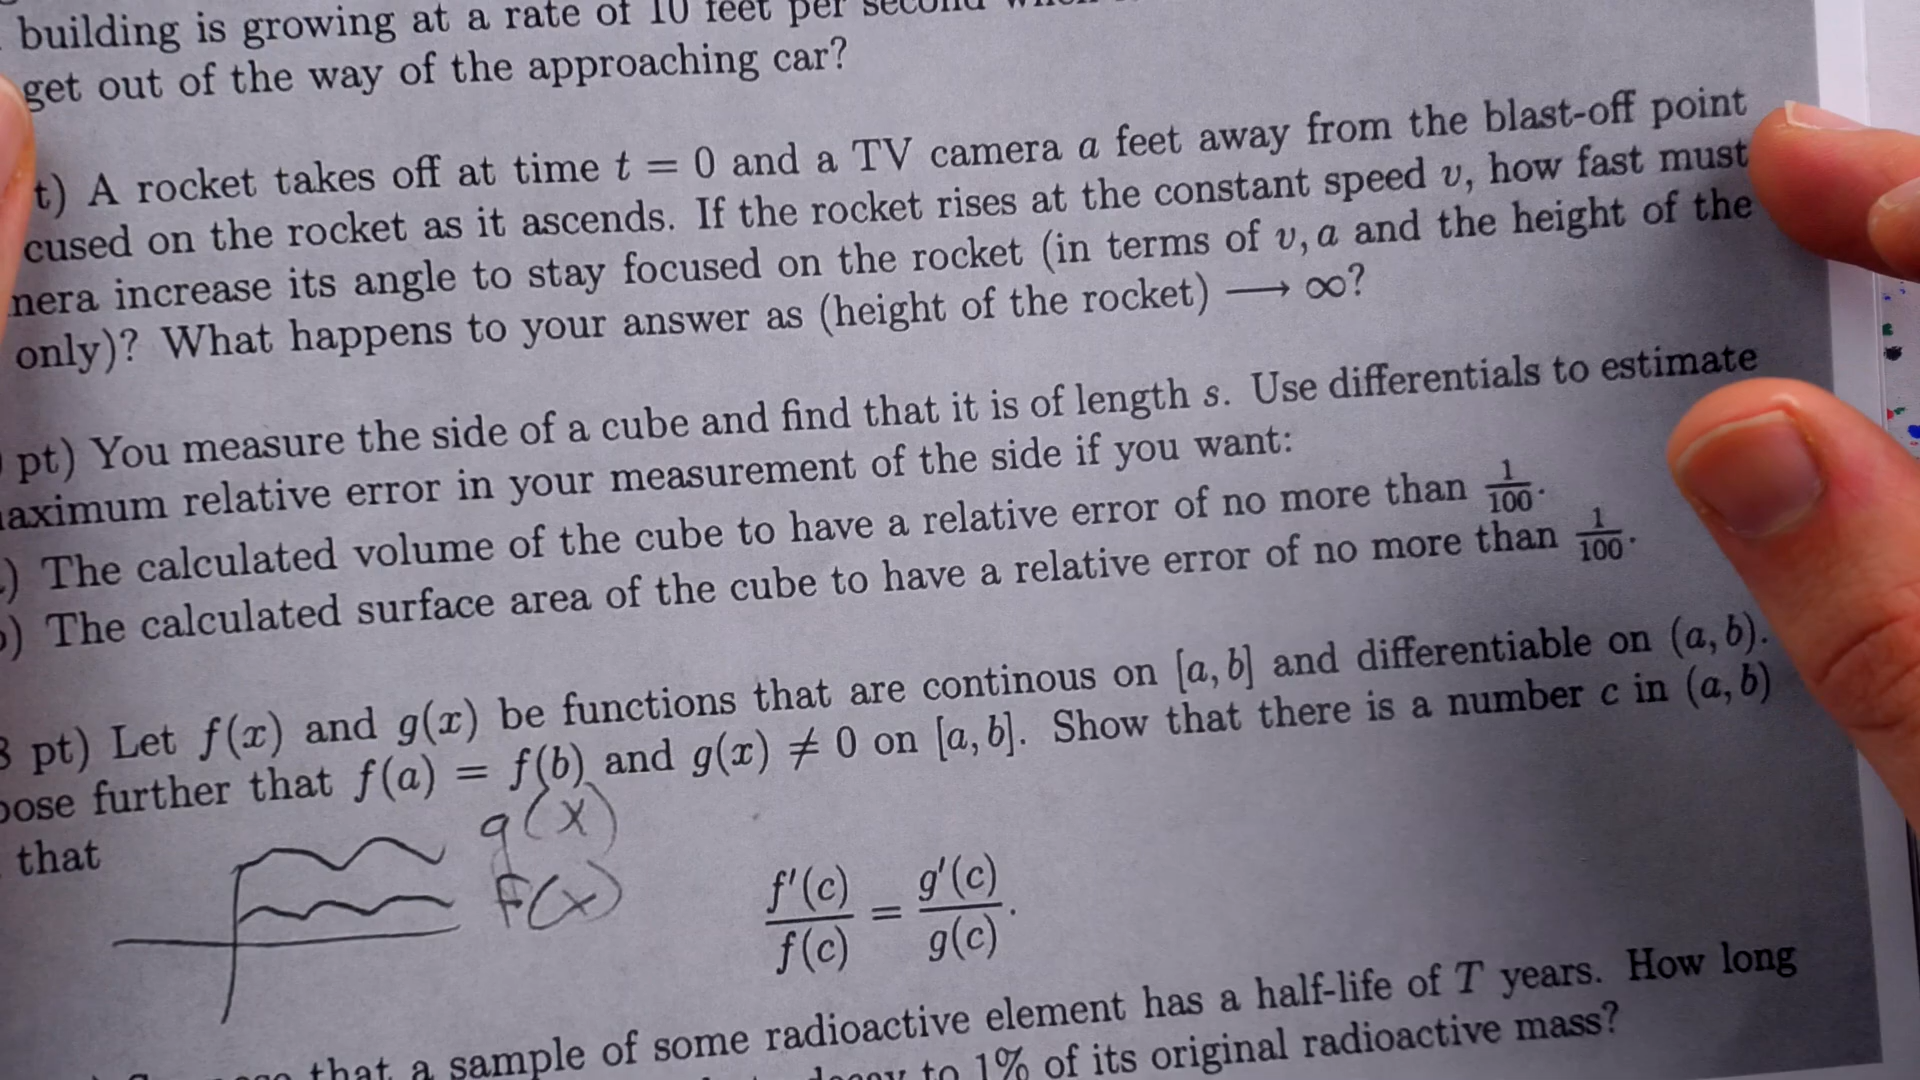 building is growing at a rate of 10 feet per second
get out of the way of the approaching car?
t) A rocket takes off at time t = 0 and a TV camera a feet away from the blast-off point
cused on the rocket as it ascends. If the rocket rises at the constant speed v, how fast must
nera increase its angle to stay focused on the rocket (in terms of v, a and the height of the
only)? What happens to your answer as (height of the rocket) ⟶ ∞?
pt) You measure the side of a cube and find that it is of length s. Use differentials to estimate
aximum relative error in your measurement of the side if you want:
) The calculated volume of the cube to have a relative error of no more than 1/100.
) The calculated surface area of the cube to have a relative error of no more than 1/100.
3 pt) Let f(x) and g(x) be functions that are continous on [a, b] and differentiable on (a, b).
pose further that f(a) = f(b) and g(x) ≠ 0 on [a, b]. Show that there is a number c in (a, b)
that
g(x)
F(x)
f'(c)/f(c) = g'(c)/g(c).
that a sample of some radioactive element has a half-life of T years. How long
to 1% of its original radioactive mass?